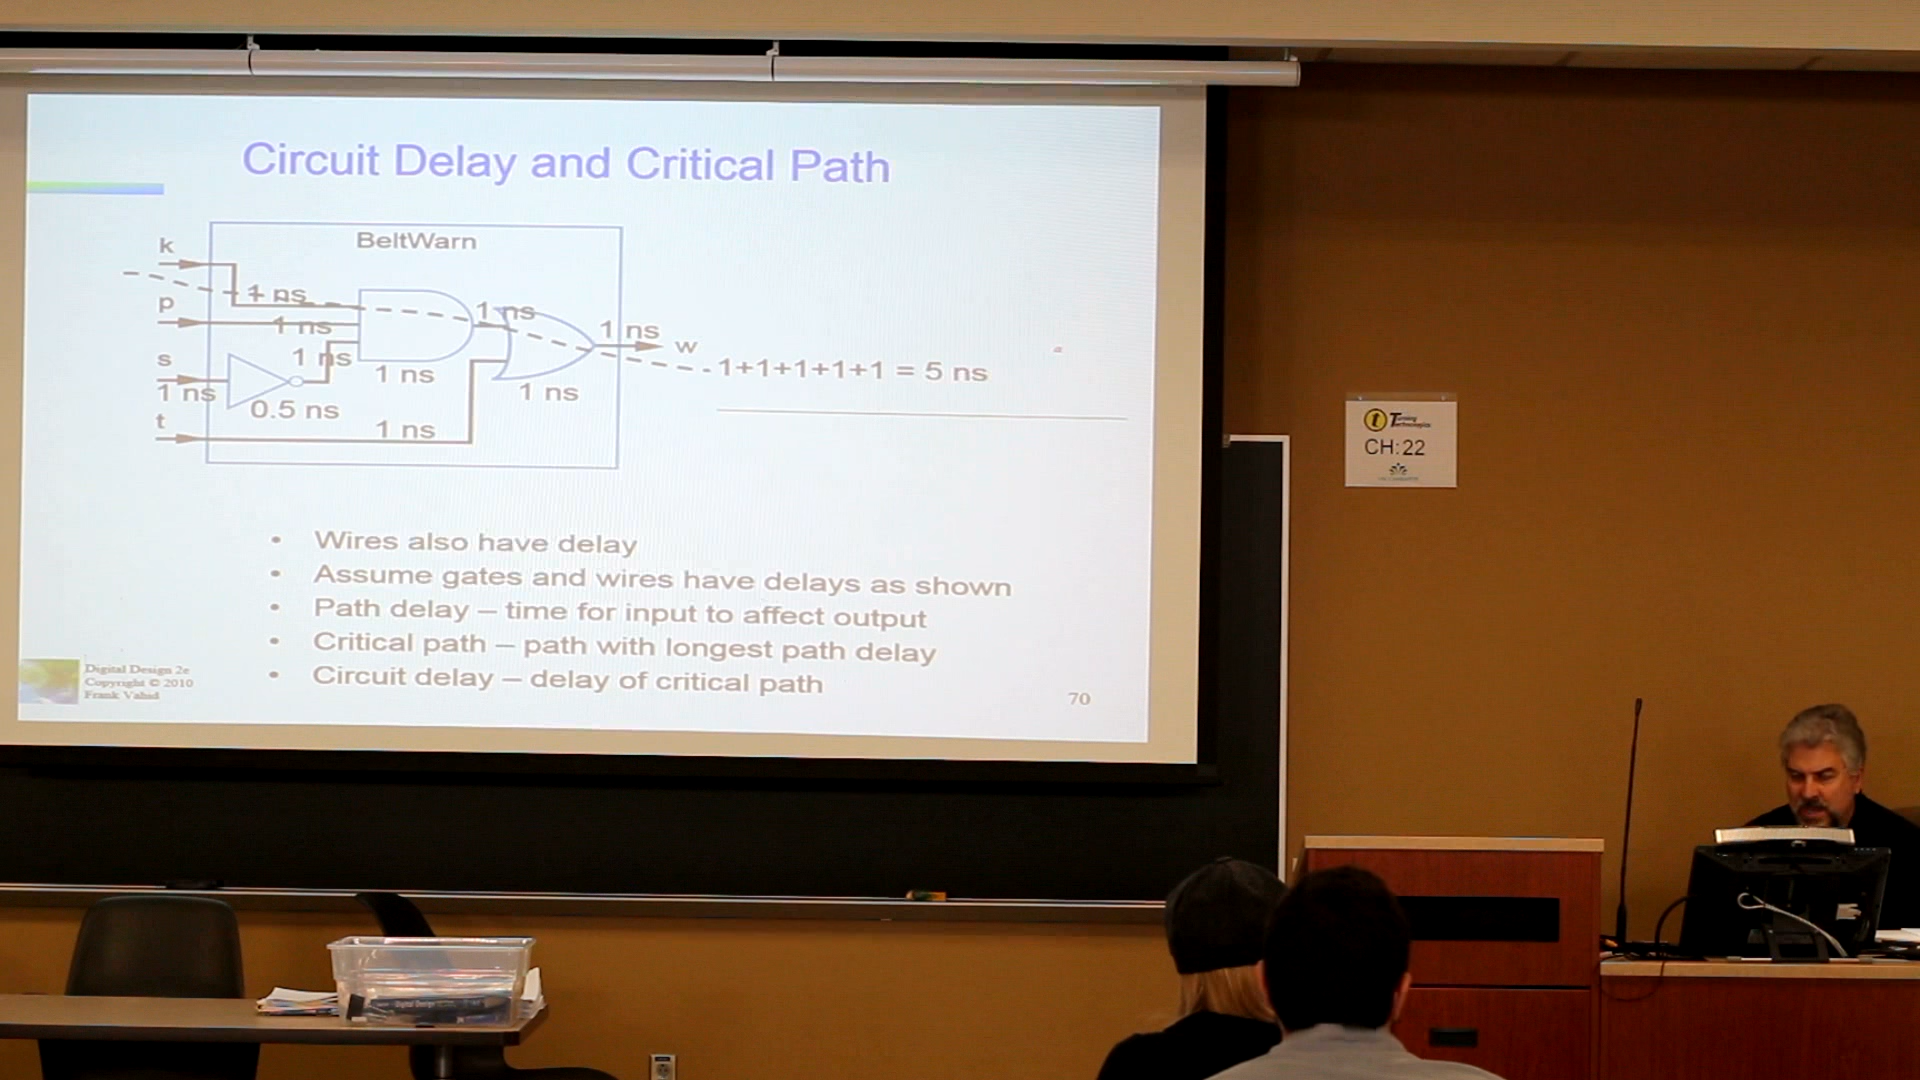 Circuit Delay and Critical Path
BeltWarn
k
1 ns
p
1 ns
1 ns
1 ns
w
s
1 ns
1 ns
1 ns
1 ns
0.5 ns
t
1 ns
1+1+1+1+1 = 5 ns
• Wires also have delay
• Assume gates and wires have delays as shown
• Path delay – time for input to affect output
• Critical path – path with longest path delay
• Circuit delay – delay of critical path
Digital Design 2e
Copyright © 2010
Frank Vahid
70
Turning
Technologies
CH:22
Digital Design